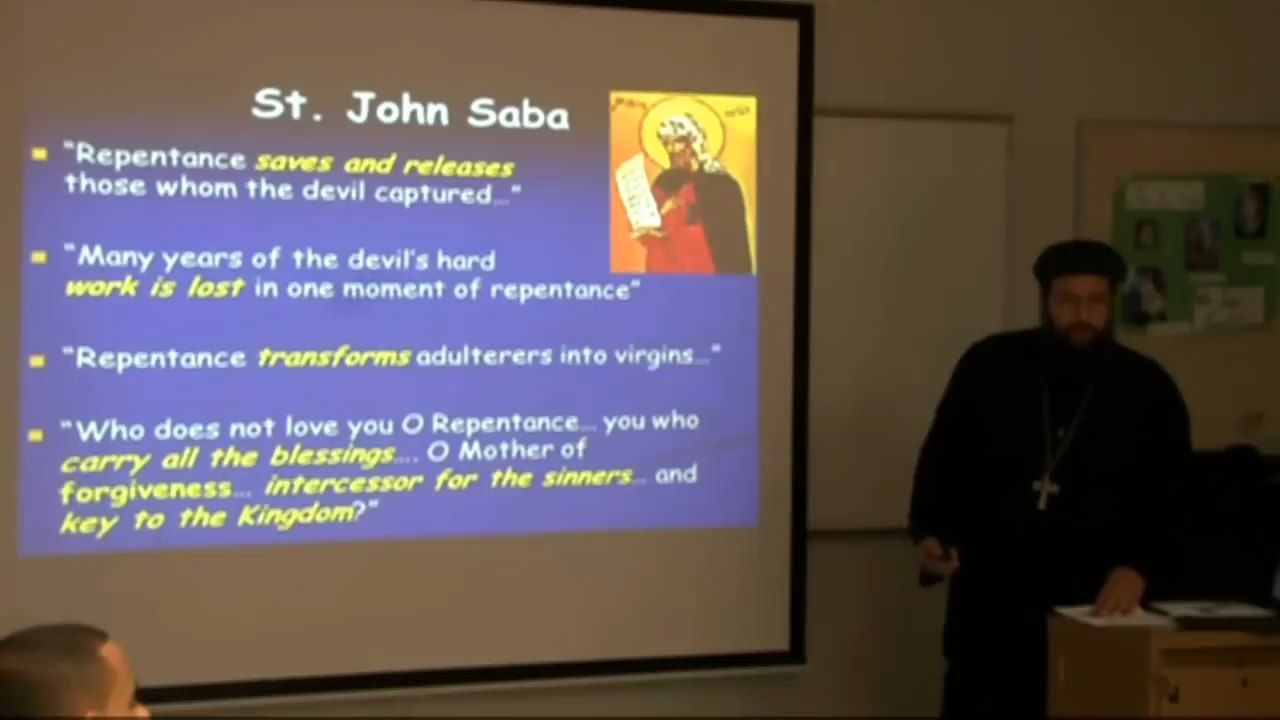 St. John Saba
"Repentance saves and releases
those whom the devil captured..."
"Many years of the devil's hard
work is lost in one moment of repentance"
"Repentance transforms adulterers into virgins..."
"Who does not love you O Repentance... you who
carry all the blessings.... O Mother of
forgiveness... intercessor for the sinners... and
key to the Kingdom?"